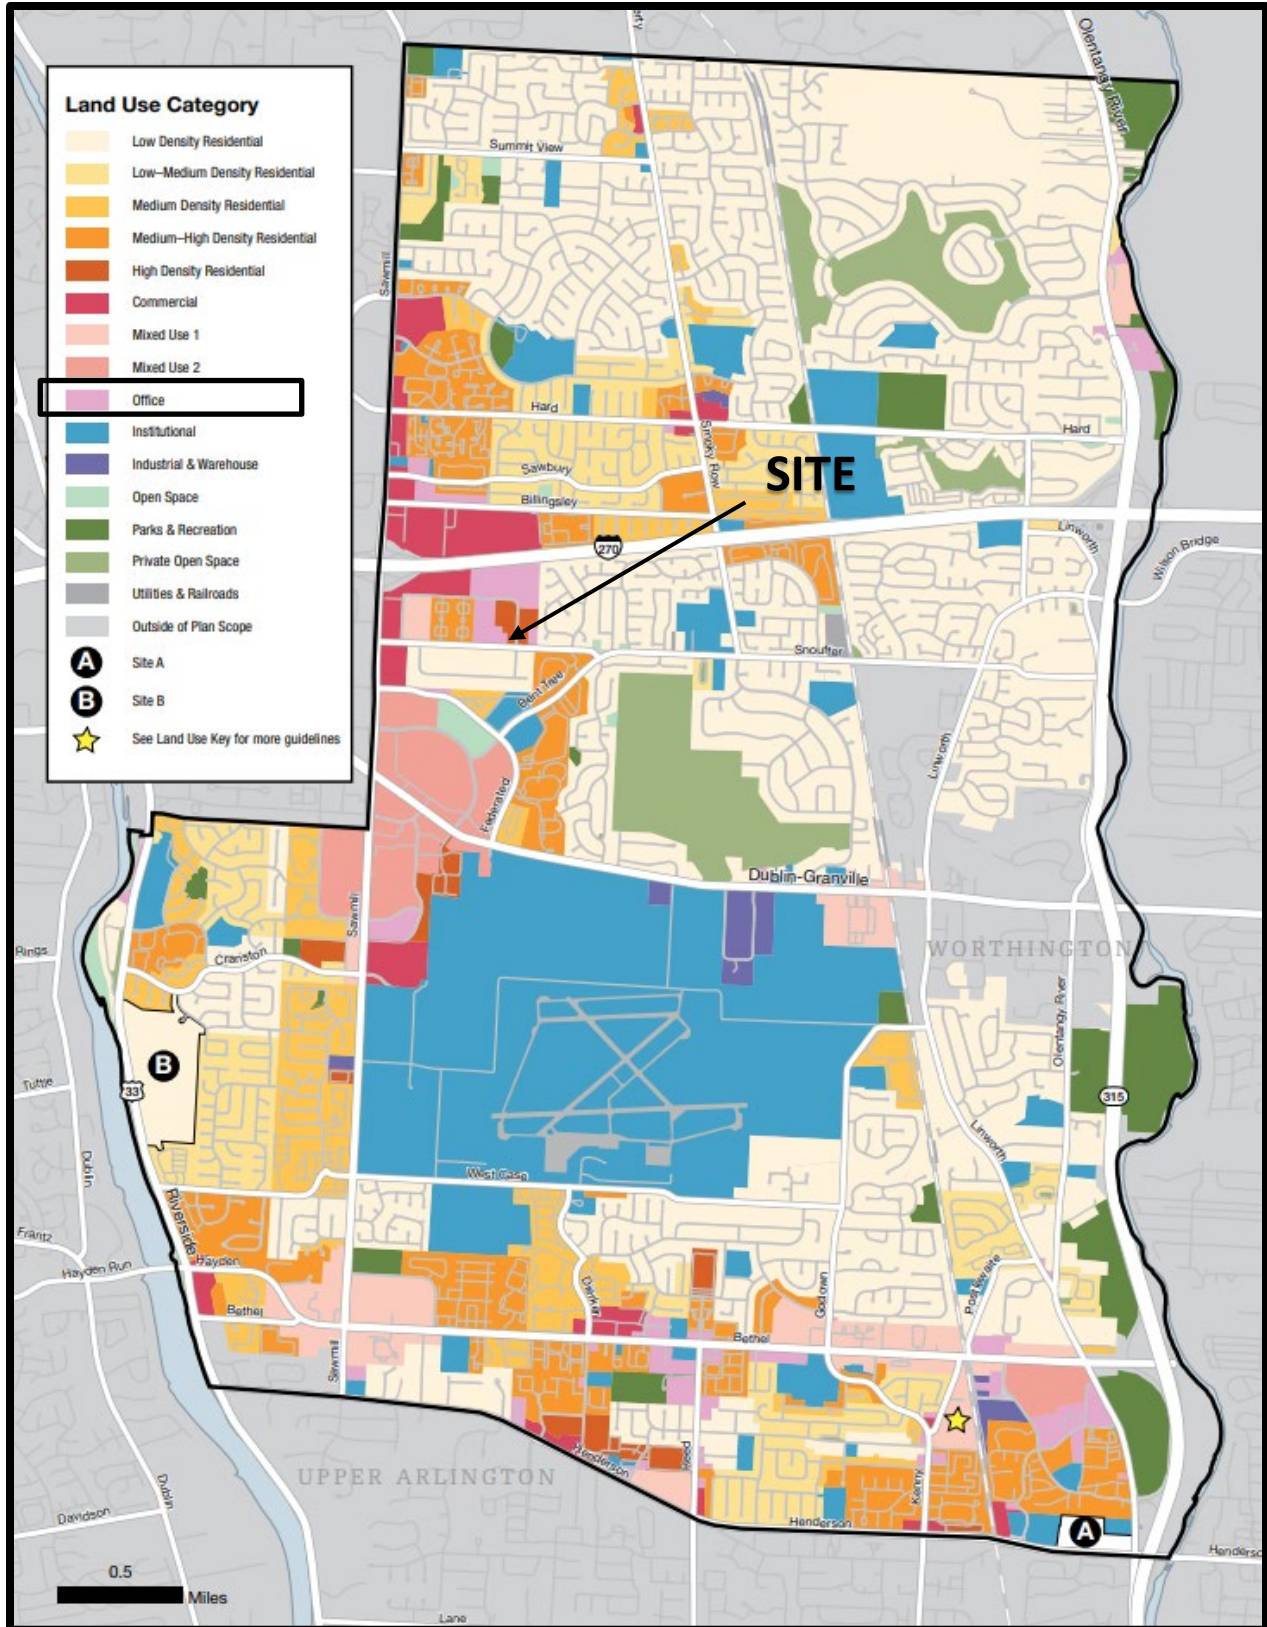 Land Use Category
Low Density Residential
Low–Medium Density Residential
Medium Density Residential
Medium–High Density Residential
High Density Residential
Commercial
Mixed Use 1
Mixed Use 2
Office
Institutional
Industrial & Warehouse
Open Space
Parks & Recreation
Private Open Space
Utilities & Railroads
Outside of Plan Scope
A
Site A
B
Site B
See Land Use Key for more guidelines
Olentangy River
Summit View
Sawmill
Hard
Hard
Smoky Row
Sawbury
SITE
Billingsley
270
Linworth
Wilson Bridge
Snouffer
Bent Tree
Linworth
Federated
Dublin-Granville
Sawmill
Rings
Cranston
WORTHINGTON
Olentangy River
B
33
Tuttle
315
Linworth
Dublin
West Case
Riverside
Frantz
Hayden Run
Hayden
Postlewaite
Dierker
Godown
Bethel
Bethel
Sawmill
UPPER ARLINGTON
Henderson
Reed
Kenny
Dublin
Davidson
Henderson
A
0.5
Miles
Lane